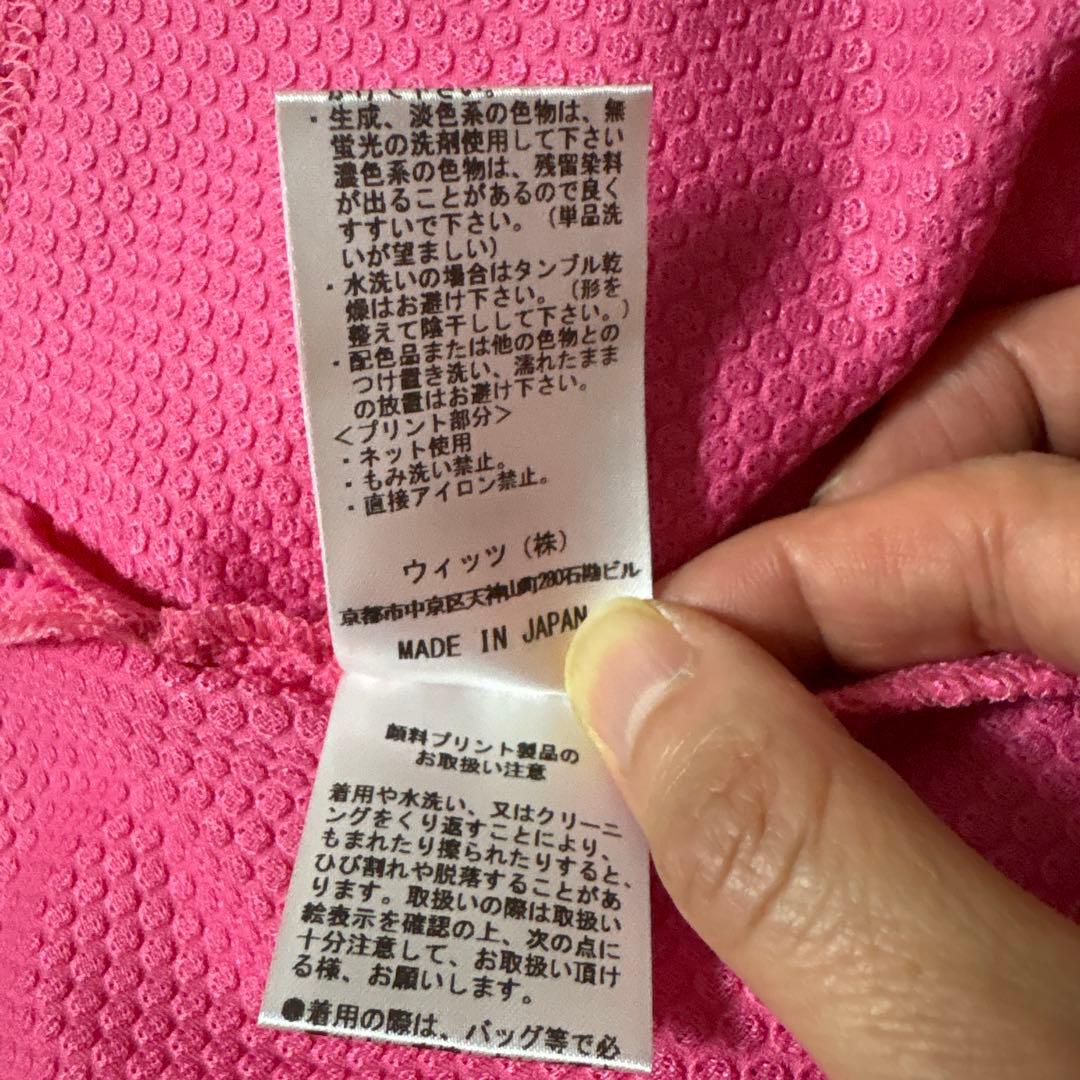 かけて下さい。
・生成、淡色系の色物は、無
蛍光の洗剤使用して下さい
濃色系の色物は、残留染料
が出ることがあるので良く
すすいで下さい。（単品洗
いが望ましい）
・水洗いの場合はタンブル乾
燥はお避け下さい。（形を
整えて陰干しして下さい。）
・配色品または他の色物との
つけ置き洗い、濡れたまま
の放置はお避け下さい。
＜プリント部分＞
・ネット使用
・もみ洗い禁止。
・直接アイロン禁止。
ウィッツ（株）
京都市中京区天神山町280石勘ビル
MADE IN JAPAN
顔料プリント製品の
お取扱い注意
着用や水洗い、又はクリーニ
ングをくり返すことにより、
もまれたり擦られたりすると、
ひび割れや脱落することがあ
ります。取扱いの際は取扱い
絵表示を確認の上、次の点に
十分注意して、お取扱い頂け
る様、お願いします。
●着用の際は、バッグ等で必